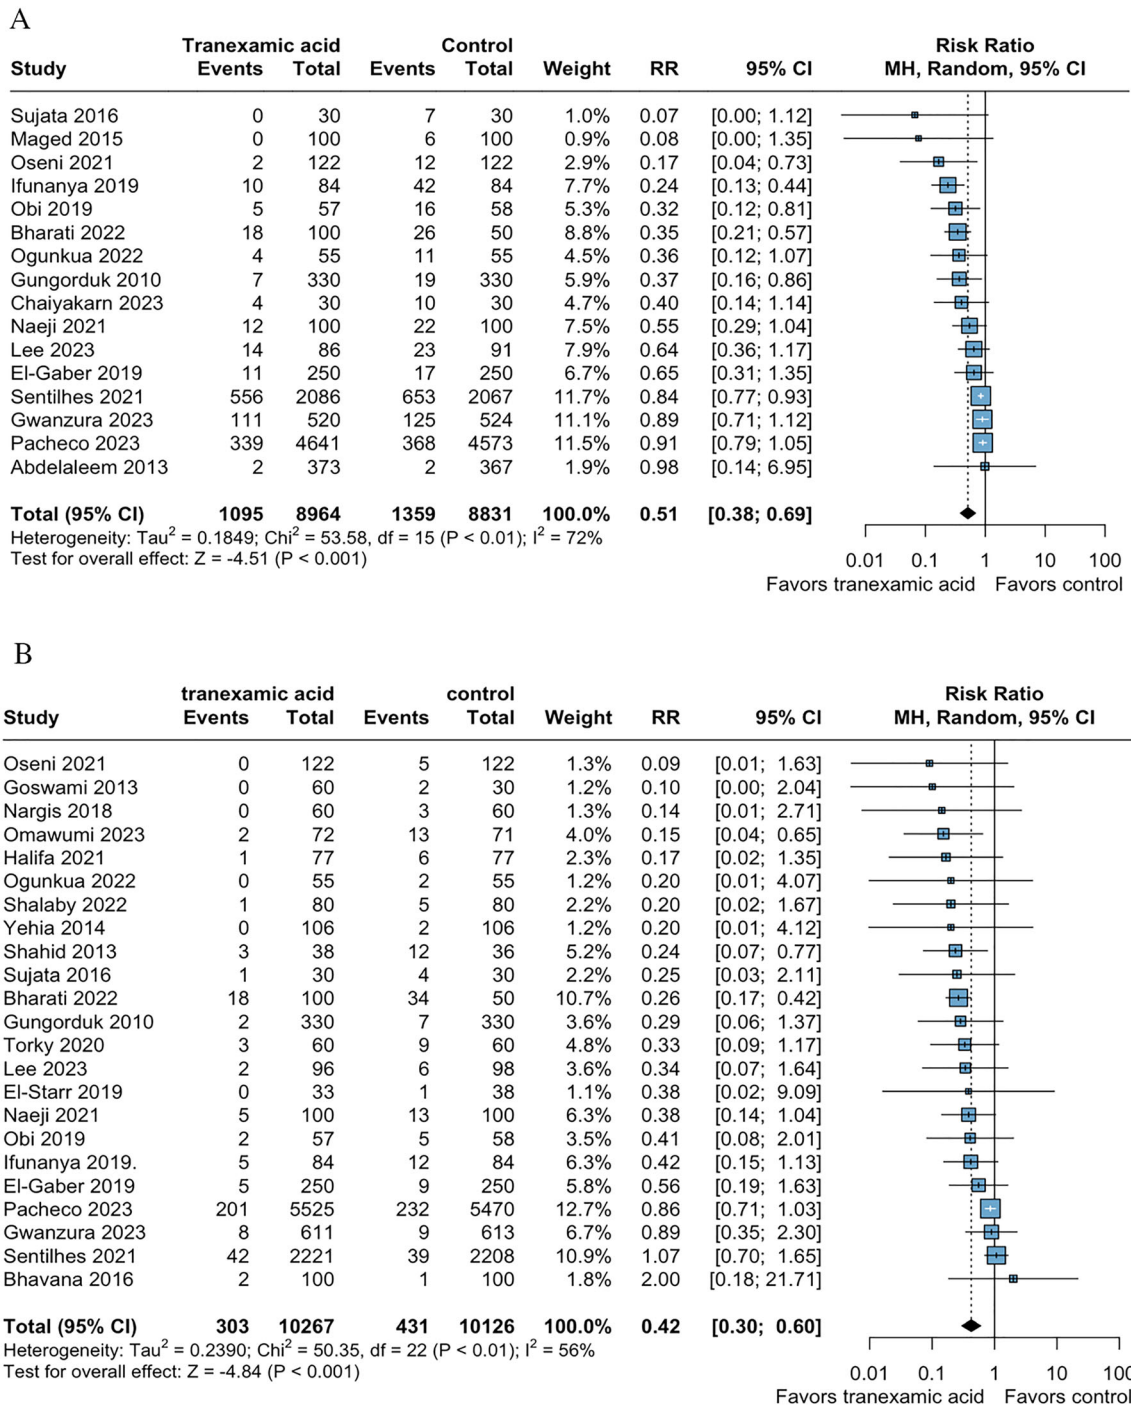 A
Tranexamic acid Control Risk Ratio
Study Events Total Events Total Weight RR 95% CI MH, Random, 95% CI
Sujata 2016 0 30 7 30 1.0% 0.07 [0.00; 1.12]
Maged 2015 0 100 6 100 0.9% 0.08 [0.00; 1.35]
Oseni 2021 2 122 12 122 2.9% 0.17 [0.04; 0.73]
Ifunanya 2019 10 84 42 84 7.7% 0.24 [0.13; 0.44]
Obi 2019 5 57 16 58 5.3% 0.32 [0.12; 0.81]
Bharati 2022 18 100 26 50 8.8% 0.35 [0.21; 0.57]
Ogunkua 2022 4 55 11 55 4.5% 0.36 [0.12; 1.07]
Gungorduk 2010 7 330 19 330 5.9% 0.37 [0.16; 0.86]
Chaiyakarn 2023 4 30 10 30 4.7% 0.40 [0.14; 1.14]
Naeji 2021 12 100 22 100 7.5% 0.55 [0.29; 1.04]
Lee 2023 14 86 23 91 7.9% 0.64 [0.36; 1.17]
El-Gaber 2019 11 250 17 250 6.7% 0.65 [0.31; 1.35]
Sentilhes 2021 556 2086 653 2067 11.7% 0.84 [0.77; 0.93]
Gwanzura 2023 111 520 125 524 11.1% 0.89 [0.71; 1.12]
Pacheco 2023 339 4641 368 4573 11.5% 0.91 [0.79; 1.05]
Abdelaleem 2013 2 373 2 367 1.9% 0.98 [0.14; 6.95]
Total (95% CI) 1095 8964 1359 8831 100.0% 0.51 [0.38; 0.69]
Heterogeneity: Tau² = 0.1849; Chi² = 53.58, df = 15 (P < 0.01); I² = 72%
Test for overall effect: Z = -4.51 (P < 0.001)
0.01 0.1 1 10 100
Favors tranexamic acid Favors control
B
tranexamic acid control Risk Ratio
Study Events Total Events Total Weight RR 95% CI MH, Random, 95% CI
Oseni 2021 0 122 5 122 1.3% 0.09 [0.01; 1.63]
Goswami 2013 0 60 2 30 1.2% 0.10 [0.00; 2.04]
Nargis 2018 0 60 3 60 1.2% 0.14 [0.01; 2.71]
Omawumi 2023 2 72 13 71 4.0% 0.15 [0.04; 0.65]
Halifa 2021 1 77 6 77 2.3% 0.17 [0.02; 1.35]
Ogunkua 2022 0 55 2 55 1.2% 0.20 [0.01; 4.07]
Shalaby 2022 1 80 5 80 2.2% 0.20 [0.02; 1.67]
Yehia 2014 0 106 2 106 1.2% 0.20 [0.01; 4.12]
Shahid 2013 3 38 12 36 5.2% 0.24 [0.07; 0.77]
Sujata 2016 1 30 4 30 2.2% 0.25 [0.03; 2.11]
Bharati 2022 18 100 34 50 10.7% 0.26 [0.17; 0.42]
Gungorduk 2010 2 330 7 330 3.6% 0.29 [0.06; 1.37]
Torky 2020 3 60 9 60 4.8% 0.33 [0.09; 1.17]
Lee 2023 2 96 6 98 3.6% 0.34 [0.07; 1.64]
El-Starr 2019 0 33 1 38 1.1% 0.38 [0.02; 9.09]
Naeji 2021 5 100 13 100 6.3% 0.38 [0.14; 1.04]
Obi 2019 2 57 5 58 3.5% 0.41 [0.08; 2.01]
Ifunanya 2019. 5 84 12 84 6.3% 0.42 [0.15; 1.13]
El-Gaber 2019 5 250 9 250 5.8% 0.56 [0.19; 1.63]
Pacheco 2023 201 5525 232 5470 12.7% 0.86 [0.71; 1.03]
Gwanzura 2023 8 611 9 613 6.7% 0.89 [0.35; 2.30]
Sentilhes 2021 42 2221 39 2208 10.9% 1.07 [0.70; 1.65]
Bhavana 2016 2 100 1 100 1.8% 2.00 [0.18; 21.71]
Total (95% CI) 303 10267 431 10126 100.0% 0.42 [0.30; 0.60]
Heterogeneity: Tau² = 0.2390; Chi² = 50.35, df = 22 (P < 0.01); I² = 56%
Test for overall effect: Z = -4.84 (P < 0.001)
0.01 0.1 1 10 100
Favors tranexamic acid Favors control